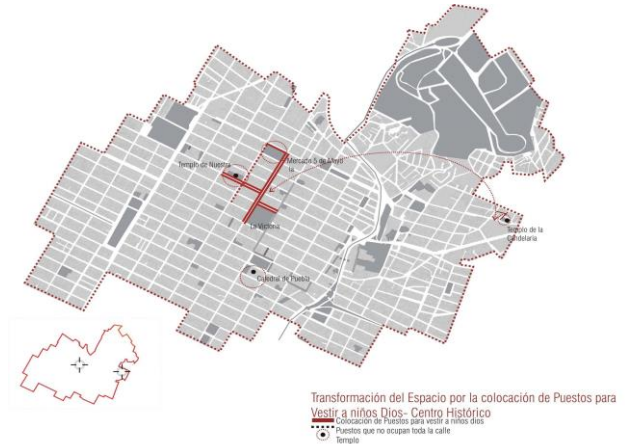 Templo de Nuestra
Mercado 5 de Mayo
la
La Victoria
Templo de la
Candelaria
Catedral de Puebla
Transformación del Espacio por la colocación de Puestos para
Vestir a niños Dios- Centro Histórico
Colocación de Puestos para vestir a niños dios
Puestos que no ocupan toda la calle
Templo